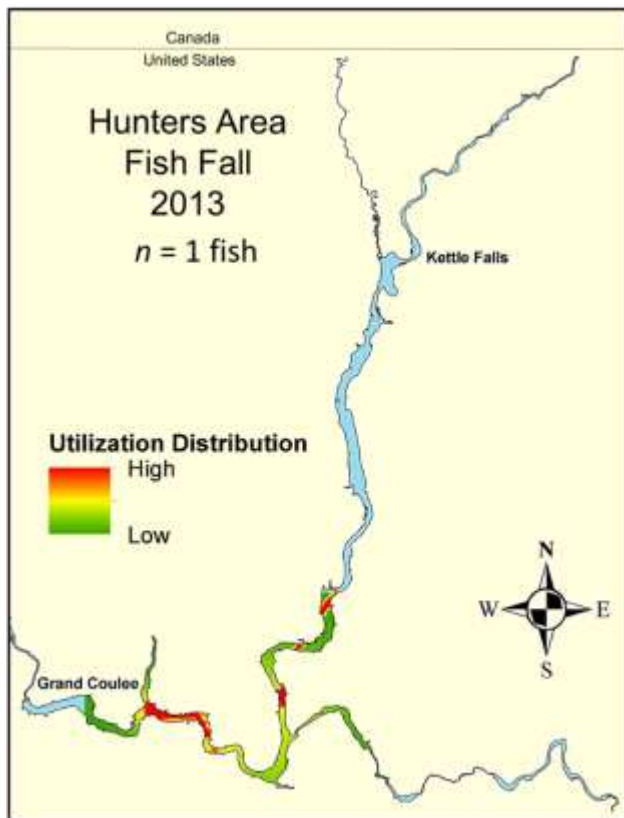 Canada
United States
Hunters Area
Fish Fall
2013
n = 1 fish
Kettle Falls
Utilization Distribution
High
Low
N
W E
S
Grand Coulee